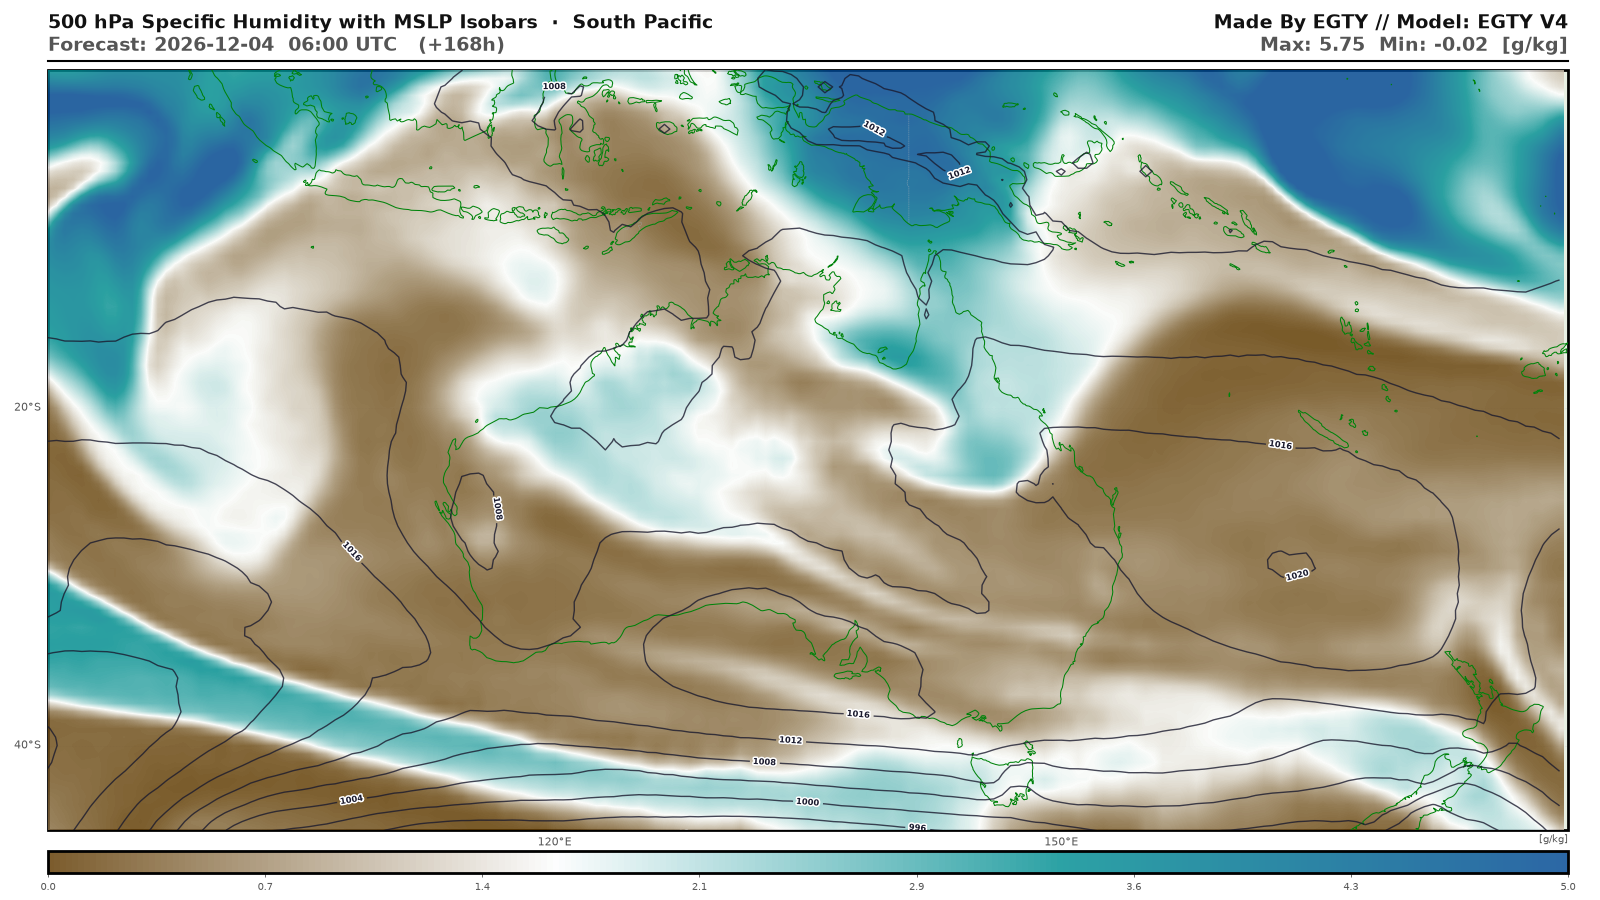 500 hPa Specific Humidity with MSLP Isobars · South Pacific
Made By EGTY // Model: EGTY V4
Forecast: 2026-12-04 06:00 UTC (+168h)
Max: 5.75 Min: -0.02 [g/kg]
1008
1012
1012
20°S
1016
1008
1016
1020
1016
40°S
1012
1008
1004
1000
996
120°E
150°E
[g/kg]
0.0 0.7 1.4 2.1 2.9 3.6 4.3 5.0